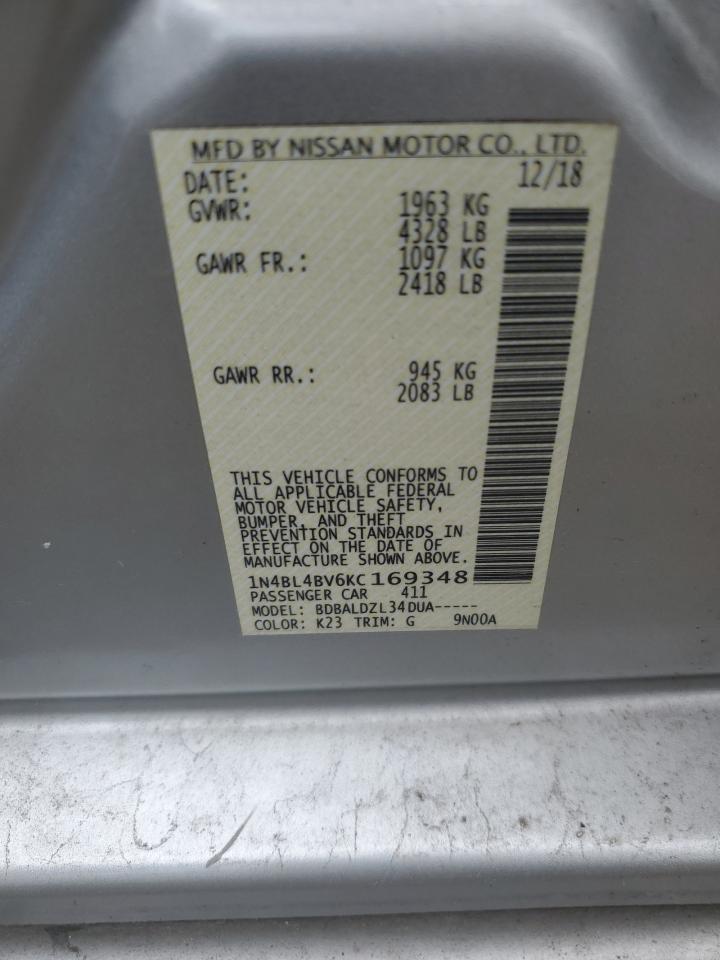 MFD BY NISSAN MOTOR CO., LTD.
DATE: 12/18
GVWR: 1963 KG
4328 LB
GAWR FR.: 1097 KG
2418 LB
GAWR RR.: 945 KG
2083 LB
THIS VEHICLE CONFORMS TO
ALL APPLICABLE FEDERAL
MOTOR VEHICLE SAFETY,
BUMPER, AND THEFT
PREVENTION STANDARDS IN
EFFECT ON THE DATE OF
MANUFACTURE SHOWN ABOVE.
1N4BL4BV6KC169348
PASSENGER CAR 411
MODEL: BDBALDZL34DUA-----
COLOR: K23 TRIM: G 9N00A